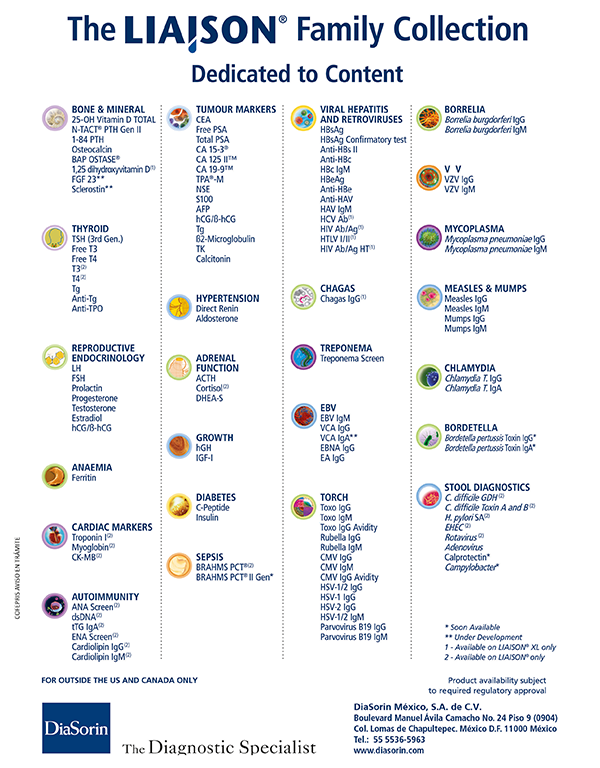 The LIAISON® Family Collection
Dedicated to Content
BONE & MINERAL
25-OH Vitamin D TOTAL
N-TACT® PTH Gen II
1-84 PTH
Osteocalcin
BAP OSTASE®
1,25 dihydroxyvitamin D(1)
FGF 23**
Sclerostin**
THYROID
TSH (3rd Gen.)
Free T3
Free T4
T3(2)
T4(2)
Tg
Anti-Tg
Anti-TPO
REPRODUCTIVE
ENDOCRINOLOGY
LH
FSH
Prolactin
Progesterone
Testosterone
Estradiol
hCG/ß-hCG
ANAEMIA
Ferritin
CARDIAC MARKERS
Troponin I(2)
Myoglobin(2)
CK-MB(2)
AUTOIMMUNITY
ANA Screen(2)
dsDNA(2)
tTG IgA(2)
ENA Screen(2)
Cardiolipin IgG(2)
Cardiolipin IgM(2)
TUMOUR MARKERS
CEA
Free PSA
Total PSA
CA 15-3®
CA 125 II™
CA 19-9™
TPA®-M
NSE
S100
AFP
hCG/ß-hCG
Tg
ß2-Microglobulin
TK
Calcitonin
HYPERTENSION
Direct Renin
Aldosterone
ADRENAL
FUNCTION
ACTH
Cortisol(2)
DHEA-S
GROWTH
hGH
IGF-I
DIABETES
C-Peptide
Insulin
SEPSIS
BRAHMS PCT®(2)
BRAHMS PCT® II Gen*
VIRAL HEPATITIS
AND RETROVIRUSES
HBsAg
HBsAg Confirmatory test
Anti-HBs II
Anti-HBc
HBc IgM
HBeAg
Anti-HBe
Anti-HAV
HAV IgM
HCV Ab(1)
HIV Ab/Ag(1)
HTLV I/II(1)
HIV Ab/Ag HT(1)
CHAGAS
Chagas IgG(1)
TREPONEMA
Treponema Screen
EBV
EBV IgM
VCA IgG
VCA IgA**
EBNA IgG
EA IgG
TORCH
Toxo IgG
Toxo IgM
Toxo IgG Avidity
Rubella IgG
Rubella IgM
CMV IgG
CMV IgM
CMV IgG Avidity
HSV-1/2 IgG
HSV-1 IgG
HSV-2 IgG
HSV-1/2 IgM
Parvovirus B19 IgG
Parvovirus B19 IgM
BORRELIA
Borrelia burgdorferi IgG
Borrelia burgdorferi IgM
V V
VZV IgG
VZV IgM
MYCOPLASMA
Mycoplasma pneumoniae IgG
Mycoplasma pneumoniae IgM
MEASLES & MUMPS
Measles IgG
Measles IgM
Mumps IgG
Mumps IgM
CHLAMYDIA
Chlamydia T. IgG
Chlamydia T. IgA
BORDETELLA
Bordetella pertussis Toxin IgG*
Bordetella pertussis Toxin IgA*
STOOL DIAGNOSTICS
C. difficile GDH(2)
C. difficile Toxin A and B(2)
H. pylori SA(2)
EHEC(2)
Rotavirus(2)
Adenovirus
Calprotectin*
Campylobacter*
* Soon Available
** Under Development
1 - Available on LIAISON® XL only
2 - Available on LIAISON® only
COFEPRIS AVISO EN TRÁMITE
FOR OUTSIDE THE US AND CANADA ONLY
Product availability subject
to required regulatory approval
DiaSorin
The Diagnostic Specialist
DiaSorin México, S.A. de C.V.
Boulevard Manuel Ávila Camacho No. 24 Piso 9 (0904)
Col. Lomas de Chapultepec. México D.F. 11000 México
Tel.: 55 5536-5963
www.diasorin.com